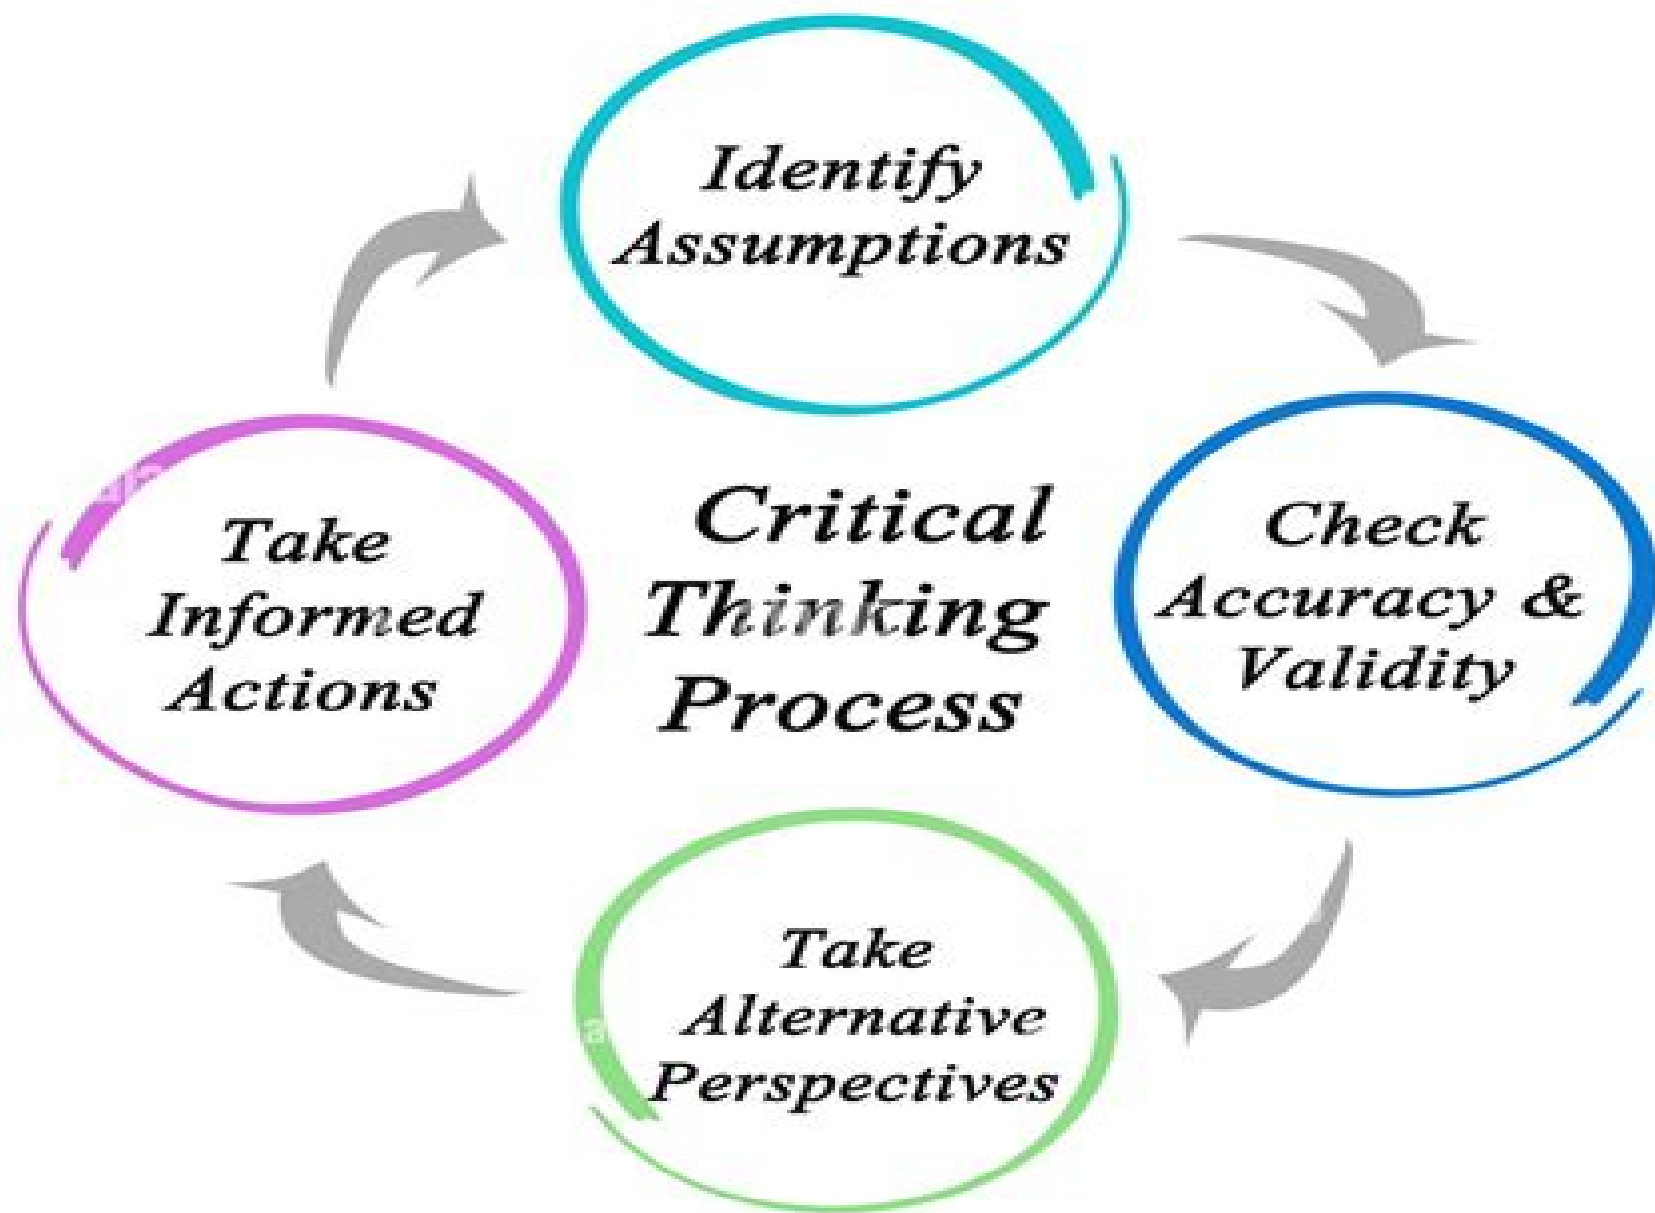 Identify
Assumptions
Check
Accuracy &
Validity
Take
Alternative
Perspectives
Take
Informed
Actions
Critical
Thinking
Process